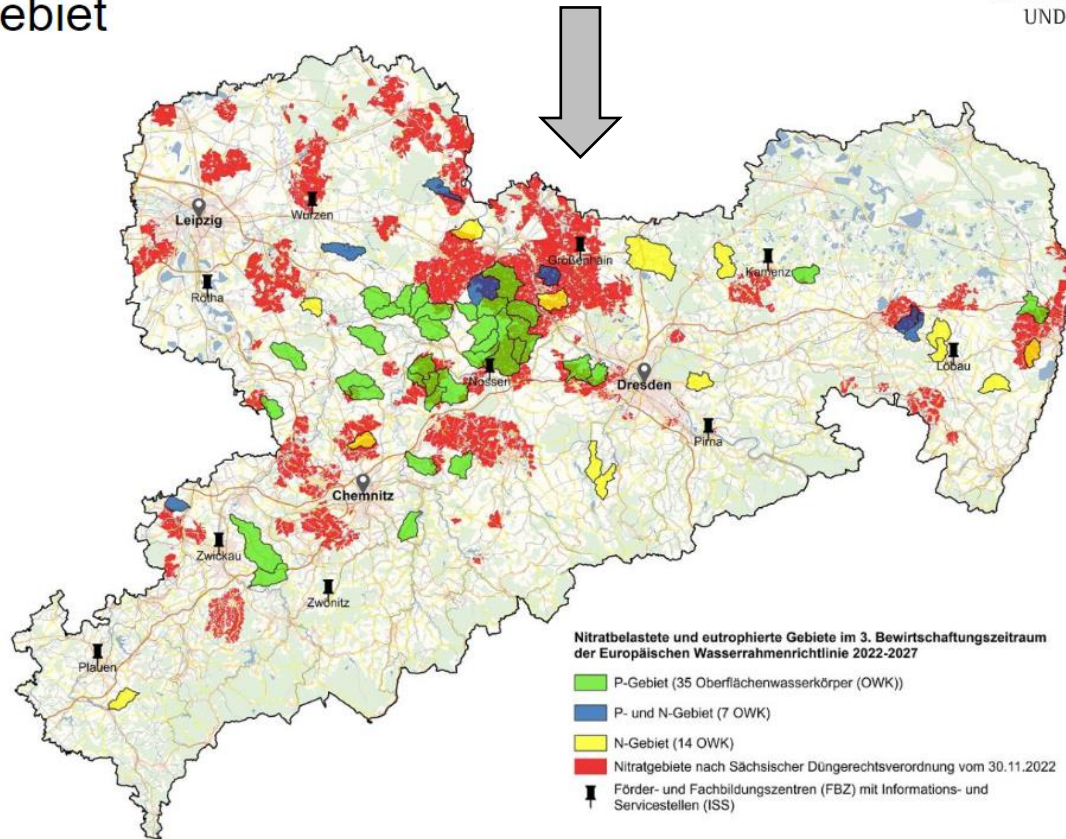 ebiet
UND
Leipzig
Wurzen
Großenhain
Kamenz
Rötha
Löbau
Nossen
Dresden
Pirna
Chemnitz
Zwickau
Zwönitz
Plauen
Nitratbelastete und eutrophierte Gebiete im 3. Bewirtschaftungszeitraum
der Europäischen Wasserrahmenrichtlinie 2022-2027
P-Gebiet (35 Oberflächenwasserkörper (OWK))
P- und N-Gebiet (7 OWK)
N-Gebiet (14 OWK)
Nitratgebiete nach Sächsischer Düngerechtsverordnung vom 30.11.2022
Förder- und Fachbildungszentren (FBZ) mit Informations- und
Servicestellen (ISS)